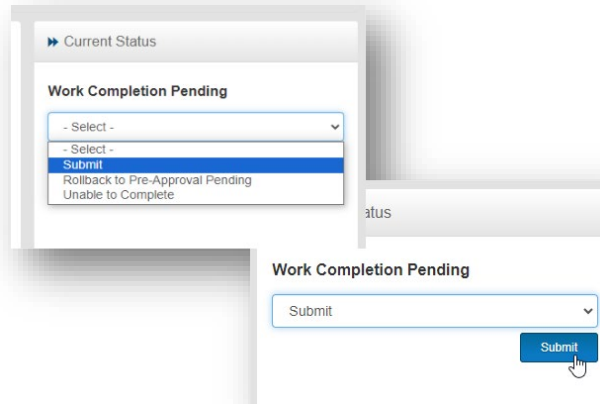 Current Status
Work Completion Pending
- Select -
- Select -
Submit
Rollback to Pre-Approval Pending
Unable to Complete
atus
Work Completion Pending
Submit
Submit